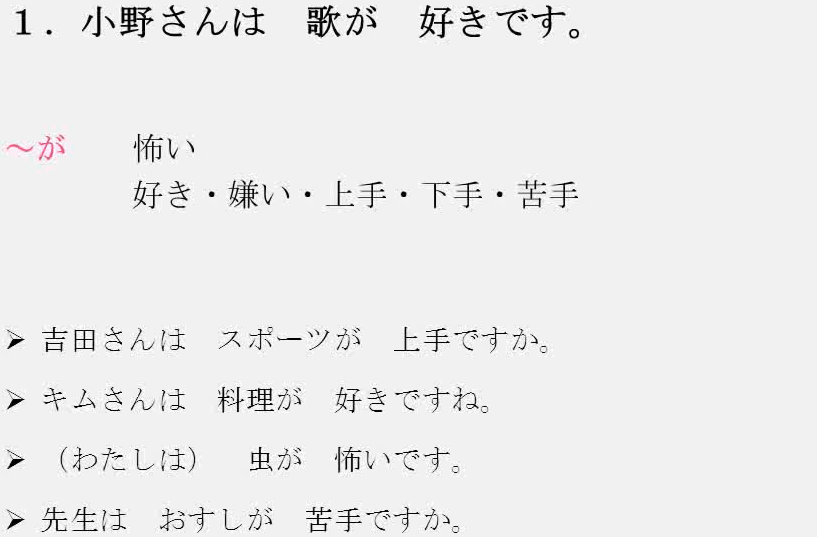 １．小野さんは　歌が　好きです。
～が　　怖い
好き・嫌い・上手・下手・苦手
➢ 吉田さんは　スポーツが　上手ですか。
➢ キムさんは　料理が　好きですね。
➢ （わたしは）　虫が　怖いです。
➢ 先生は　おすしが　苦手ですか。